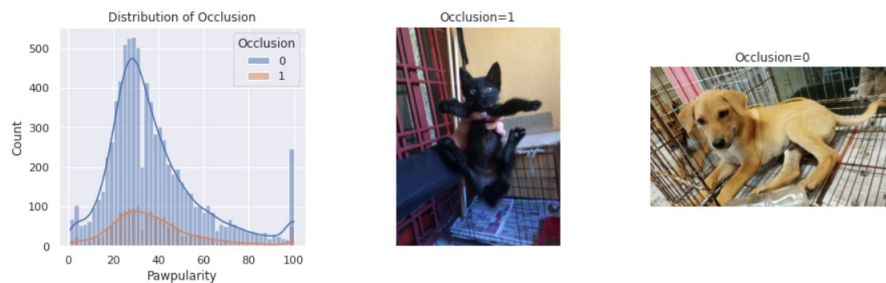 Distribution of Occlusion
500
400
300
200
100
0
Count
0 20 40 60 80 100
Pawpularity
Occlusion
0
1
Occlusion=1
Occlusion=0